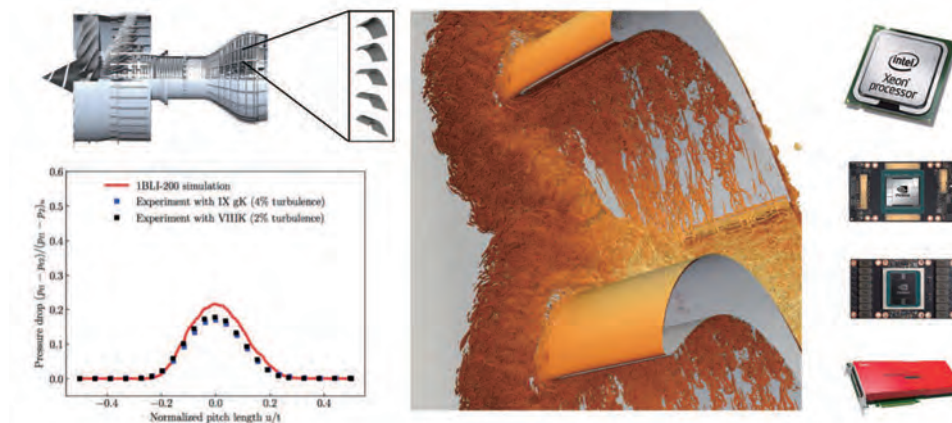 1BLI-200 simulation
Experiment with IX gK (4% turbulence)
Experiment with VIIIK (2% turbulence)
Pressure drop
0.6
0.5
0.4
0.3
0.2
0.1
0.0
−0.4
−0.2
0.0
0.2
0.4
Normalized pitch length u/t
intel
Xeon
processor